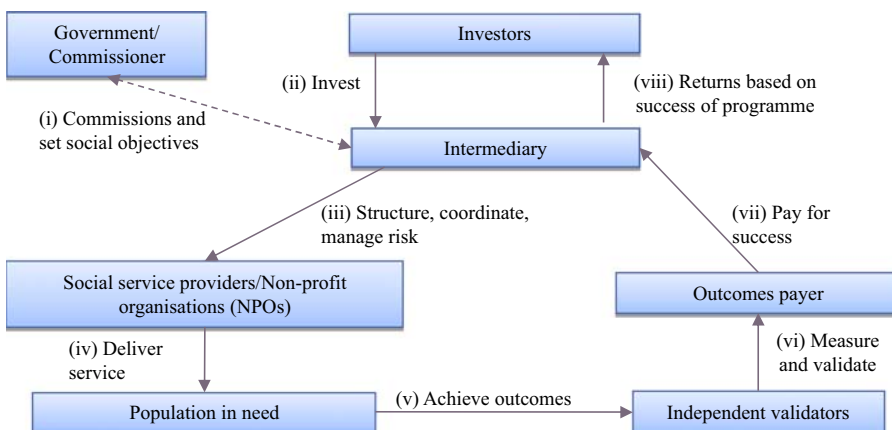 Government/
Commissioner
Investors
(ii) Invest
(viii) Returns based on
success of programme
(i) Commissions and
set social objectives
Intermediary
(iii) Structure, coordinate,
manage risk
(vii) Pay for
success
Social service providers/Non-profit
organisations (NPOs)
Outcomes payer
(iv) Deliver
service
(vi) Measure
and validate
(v) Achieve outcomes
Population in need
Independent validators